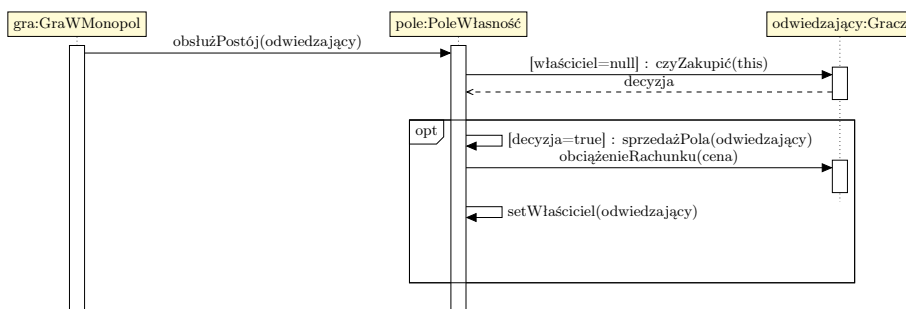 gra:GraWMonopol
pole:PoleWłasność
odwiedzający:Gracz
obsłużPostój(odwiedzający)
[właściciel=null] : czyZakupić(this)
decyzja
opt
[decyzja=true] : sprzedażPola(odwiedzający)
obciążenieRachunku(cena)
setWłaściciel(odwiedzający)